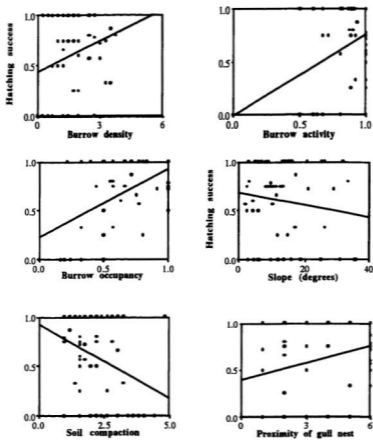 Hatching success
1.0
0.5
0.0
0 3 6
Burrow density
1.0
0.5
0.0
0.0 0.5 1.0
Burrow activity
1.0
0.5
0.0
0.0 0.5 1.0
Burrow occupancy
Hatching success
1.0
0.5
0.0
0 20 40
Slope (degrees)
1.0
0.5
0.0
0.0 2.5 5.0
Soil compaction
1.0
0.5
0.0
0 3 6
Proximity of gull nest